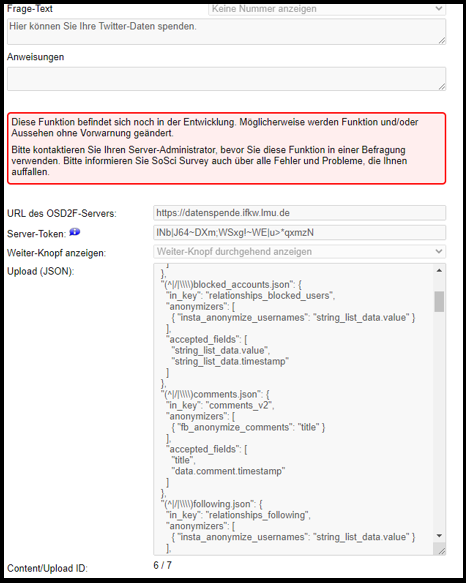 Frage-Text
Keine Nummer anzeigen
Hier können Sie Ihre Twitter-Daten spenden.
Anweisungen
Diese Funktion befindet sich noch in der Entwicklung. Möglicherweise werden Funktion und/oder
Aussehen ohne Vorwarnung geändert.
Bitte kontaktieren Sie Ihren Server-Administrator, bevor Sie diese Funktion in einer Befragung
verwenden. Bitte informieren Sie SoSci Survey auch über alle Fehler und Probleme, die Ihnen
auffallen.
URL des OSD2F-Servers:
https://datenspende.ifkw.lmu.de
Server-Token:
Weiter-Knopf anzeigen:
Weiter-Knopf durchgehend anzeigen
Upload (JSON):
]
},
"(^|/|\\\\)blocked_accounts.json": {
"in_key": "relationships_blocked_users",
"anonymizers": [
{ "insta_anonymize_usernames": "string_list_data.value" }
],
"accepted_fields": [
"string_list_data.value",
"string_list_data.timestamp"
]
},
"(^|/|\\\\)comments.json": {
"in_key": "comments_v2",
"anonymizers": [
{ "fb_anonymize_comments": "title" }
],
"accepted_fields": [
"title",
"data.comment.timestamp"
]
},
"(^|/|\\\\)following.json": {
"in_key": "relationships_following",
"anonymizers": [
{ "insta_anonymize_usernames": "string_list_data.value" }
],
Content/Upload ID:
6 / 7